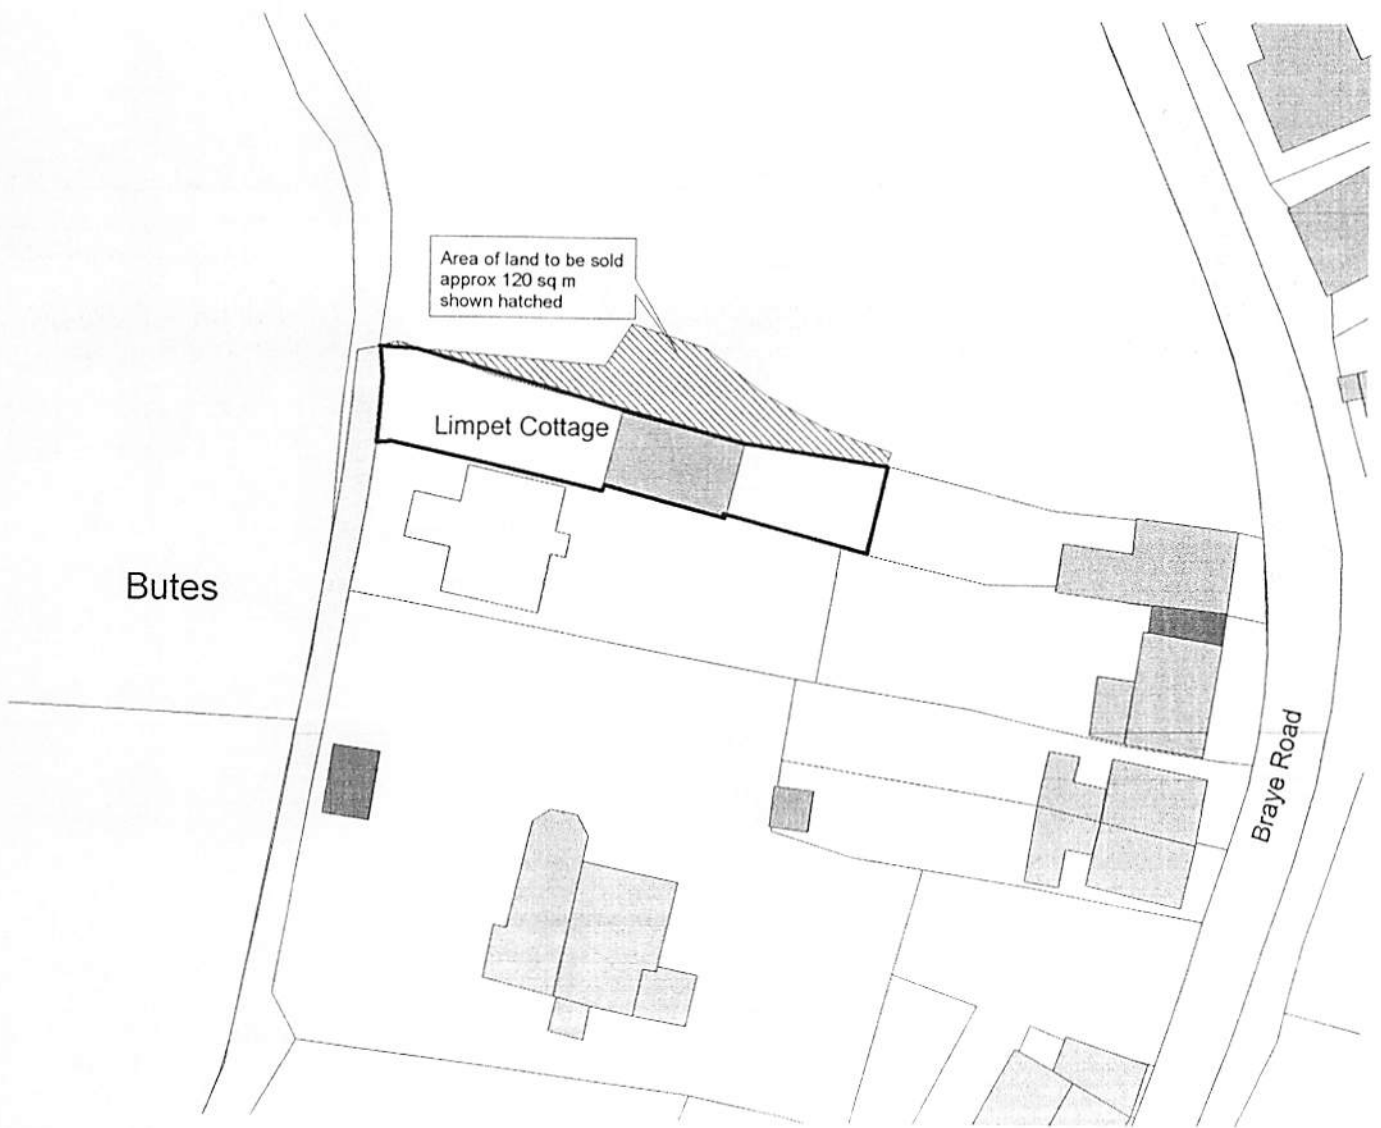 Area of land to be sold
approx 120 sq m
shown hatched
Limpet Cottage
Butes
Braye Road